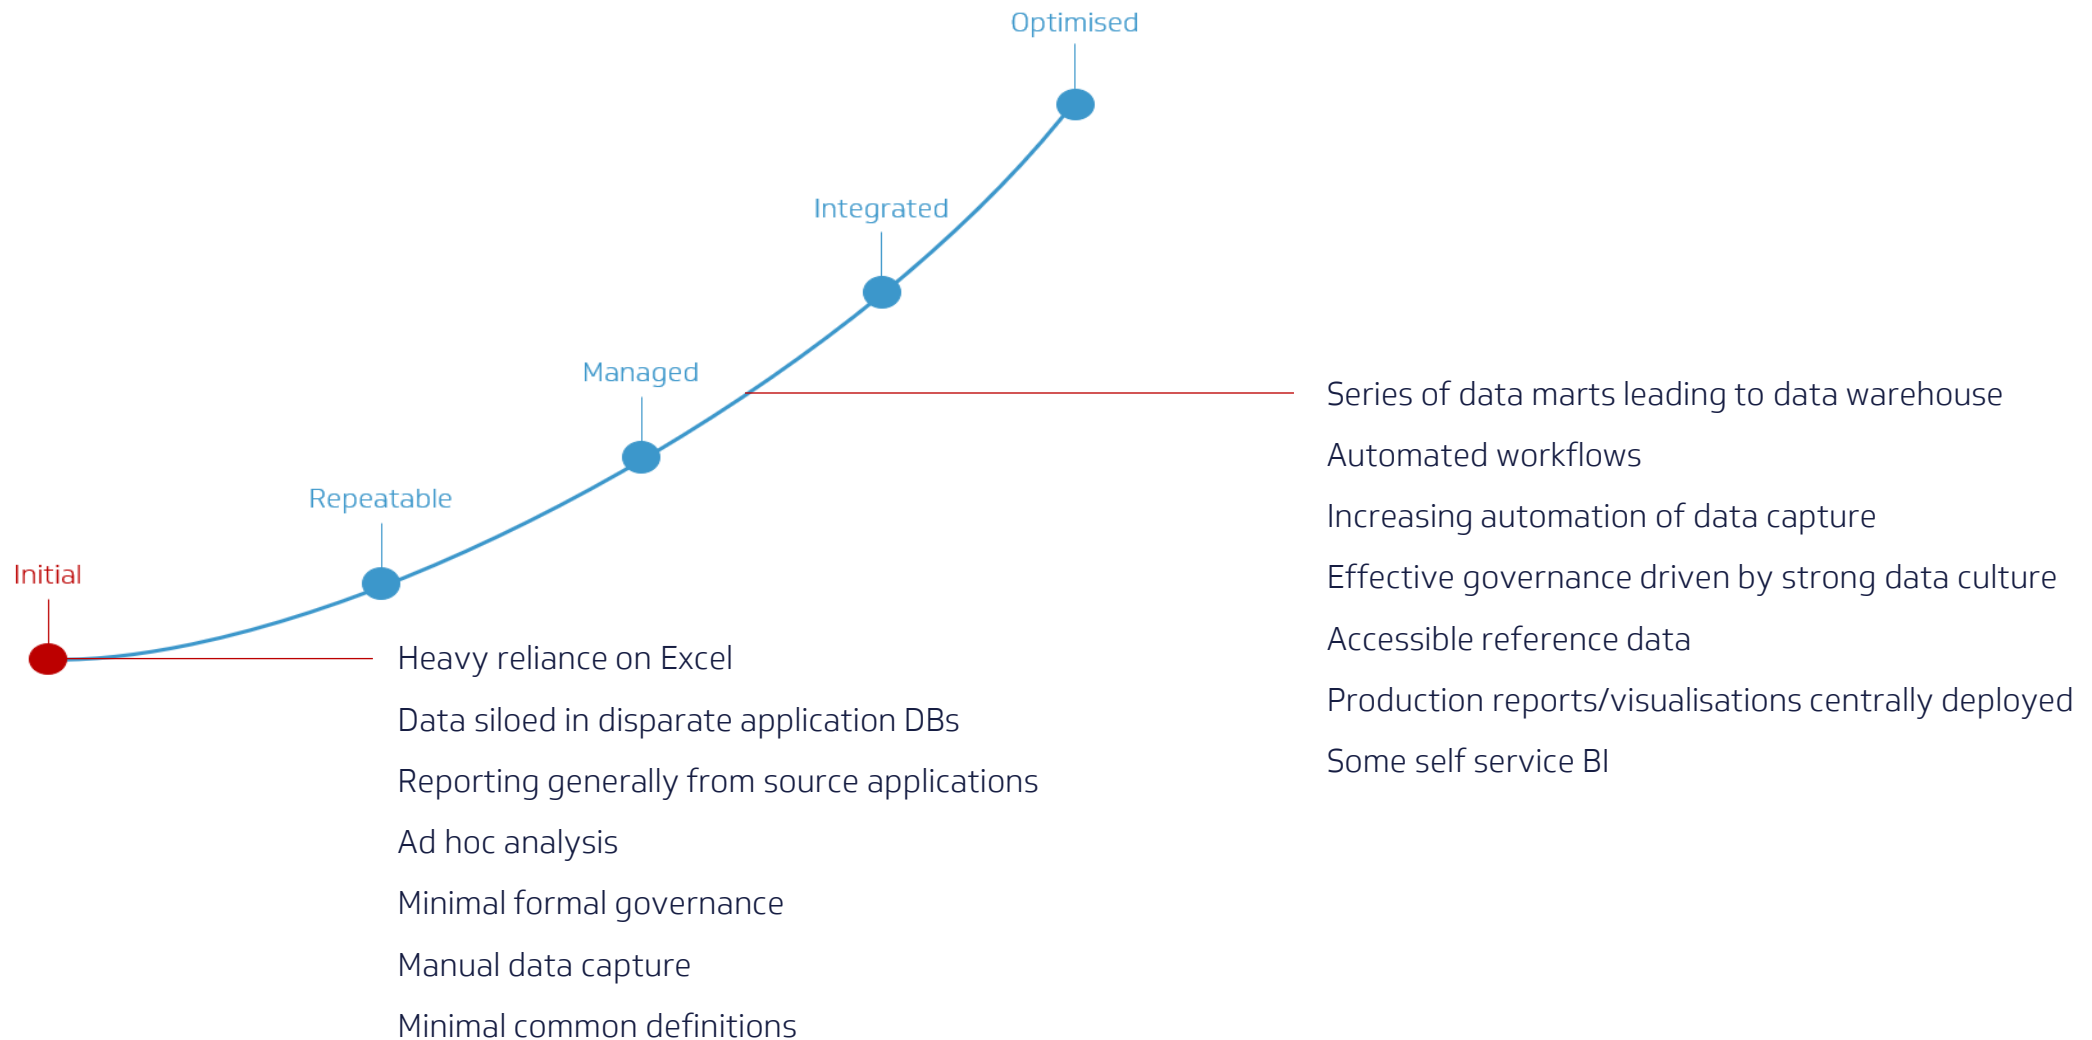 Optimised
Integrated
Managed
Repeatable
Initial
Series of data marts leading to data warehouse
Automated workflows
Increasing automation of data capture
Effective governance driven by strong data culture
Accessible reference data
Production reports/visualisations centrally deployed
Some self service BI
Heavy reliance on Excel
Data siloed in disparate application DBs
Reporting generally from source applications
Ad hoc analysis
Minimal formal governance
Manual data capture
Minimal common definitions